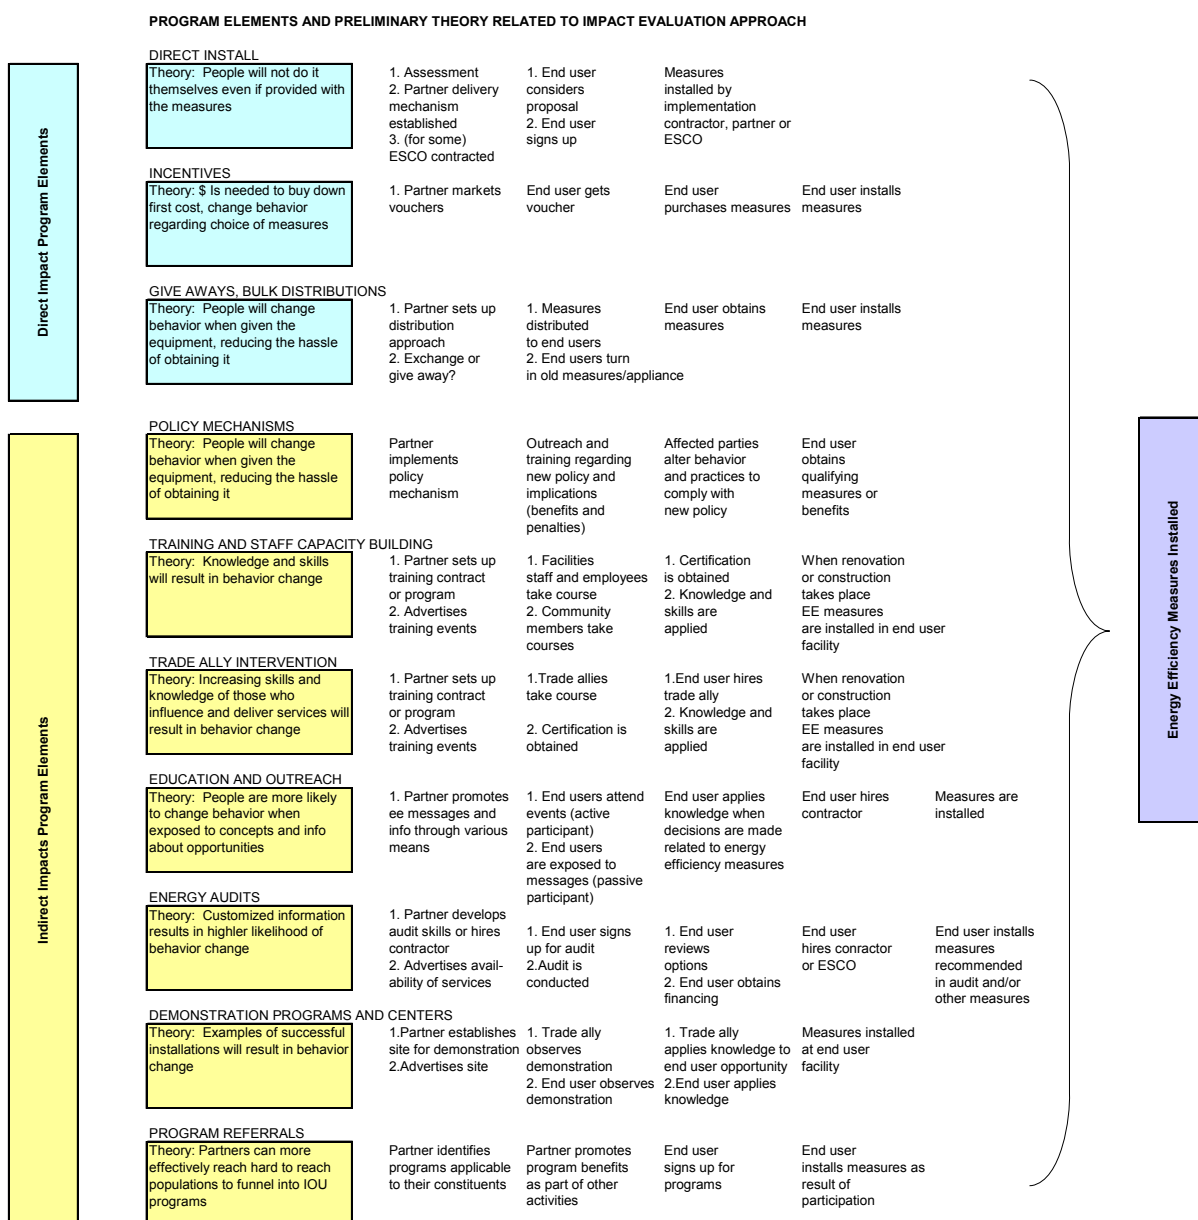 PROGRAM ELEMENTS AND PRELIMINARY THEORY RELATED TO IMPACT EVALUATION APPROACH
Direct Impact Program Elements
DIRECT INSTALL
Theory: People will not do it
themselves even if provided with
the measures
1. Assessment
2. Partner delivery
mechanism
established
3. (for some)
ESCO contracted
1. End user
considers
proposal
2. End user
signs up
Measures
installed by
implementation
contractor, partner or
ESCO
INCENTIVES
Theory: $ Is needed to buy down
first cost, change behavior
regarding choice of measures
1. Partner markets
vouchers
End user gets
voucher
End user
purchases measures
End user installs
measures
GIVE AWAYS, BULK DISTRIBUTIONS
Theory: People will change
behavior when given the
equipment, reducing the hassle
of obtaining it
1. Partner sets up
distribution
approach
2. Exchange or
give away?
1. Measures
distributed
to end users
2. End users turn
in old measures/appliance
End user obtains
measures
End user installs
measures
Indirect Impacts Program Elements
POLICY MECHANISMS
Theory: People will change
behavior when given the
equipment, reducing the hassle
of obtaining it
Partner
implements
policy
mechanism
Outreach and
training regarding
new policy and
implications
(benefits and
penalties)
Affected parties
alter behavior
and practices to
comply with
new policy
End user
obtains
qualifying
measures or
benefits
TRAINING AND STAFF CAPACITY BUILDING
Theory: Knowledge and skills
will result in behavior change
1. Partner sets up
training contract
or program
2. Advertises
training events
1. Facilities
staff and employees
take course
2. Community
members take
courses
1. Certification
is obtained
2. Knowledge and
skills are
applied
When renovation
or construction
takes place
EE measures
are installed in end user
facility
TRADE ALLY INTERVENTION
Theory: Increasing skills and
knowledge of those who
influence and deliver services will
result in behavior change
1. Partner sets up
training contract
or program
2. Advertises
training events
1.Trade allies
take course
2. Certification is
obtained
1.End user hires
trade ally
2. Knowledge and
skills are
applied
When renovation
or construction
takes place
EE measures
are installed in end user
facility
EDUCATION AND OUTREACH
Theory: People are more likely
to change behavior when
exposed to concepts and info
about opportunities
1. Partner promotes
ee messages and
info through various
means
1. End users attend
events (active
participant)
2. End users
are exposed to
messages (passive
participant)
End user applies
knowledge when
decisions are made
related to energy
efficiency measures
End user hires
contractor
Measures are
installed
ENERGY AUDITS
Theory: Customized information
results in highler likelihood of
behavior change
1. Partner develops
audit skills or hires
contractor
2. Advertises avail-
ability of services
1. End user signs
up for audit
2.Audit is
conducted
1. End user
reviews
options
2. End user obtains
financing
End user
hires conractor
or ESCO
End user installs
measures
recommended
in audit and/or
other measures
DEMONSTRATION PROGRAMS AND CENTERS
Theory: Examples of successful
installations will result in behavior
change
1.Partner establishes
site for demonstration
2.Advertises site
1. Trade ally
observes
demonstration
2. End user observes
demonstration
1. Trade ally
applies knowledge to
end user opportunity
2.End user applies
knowledge
Measures installed
at end user
facility
PROGRAM REFERRALS
Theory: Partners can more
effectively reach hard to reach
populations to funnel into IOU
programs
Partner identifies
programs applicable
to their constituents
Partner promotes
program benefits
as part of other
activities
End user
signs up for
programs
End user
installs measures as
result of
participation
Energy Efficiency Measures Installed